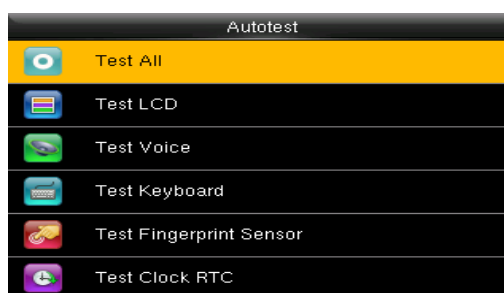 Autotest
Test All
Test LCD
Test Voice
Test Keyboard
Test Fingerprint Sensor
Test Clock RTC